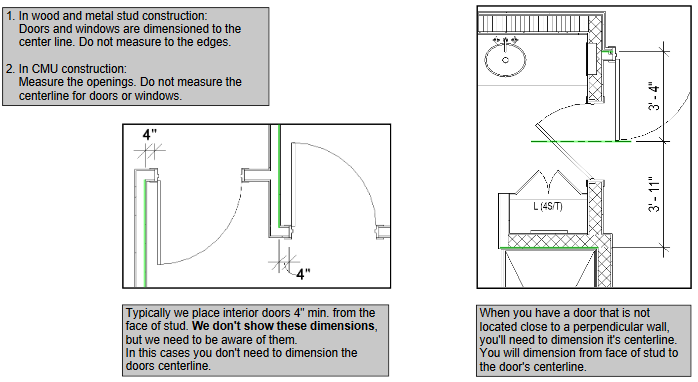 1. In wood and metal stud construction:
Doors and windows are dimensioned to the
center line. Do not measure to the edges.
2. In CMU construction:
Measure the openings. Do not measure the
centerline for doors or windows.
4"
4"
Typically we place interior doors 4" min. from the
face of stud. We don't show these dimensions,
but we need to be aware of them.
In this cases you don't need to dimension the
doors centerline.
3' - 4"
3' - 11"
L (4S/T)
When you have a door that is not
located close to a perpendicular wall,
you'll need to dimension it's centerline.
You will dimension from face of stud to
the door's centerline.